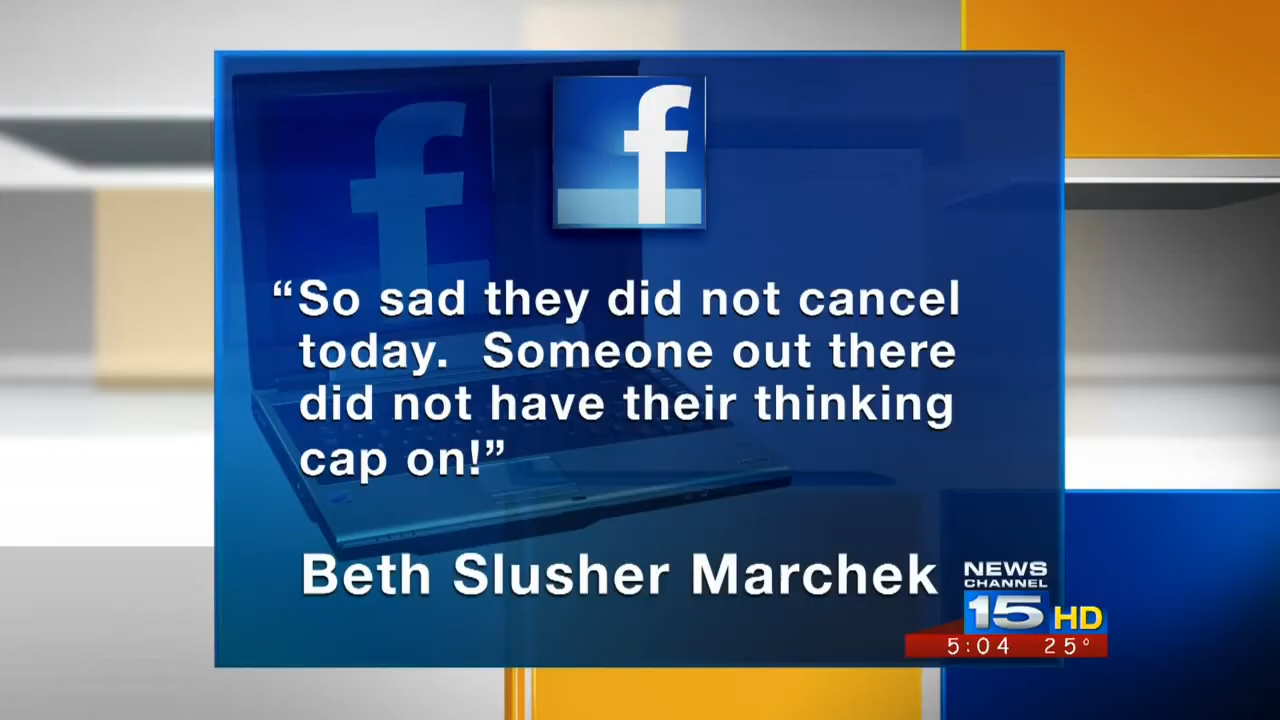 f
f
“So sad they did not cancel
today.  Someone out there
did not have their thinking
cap on!”
Beth Slusher Marchek
NEWS
CHANNEL
15 HD
5:04 25°